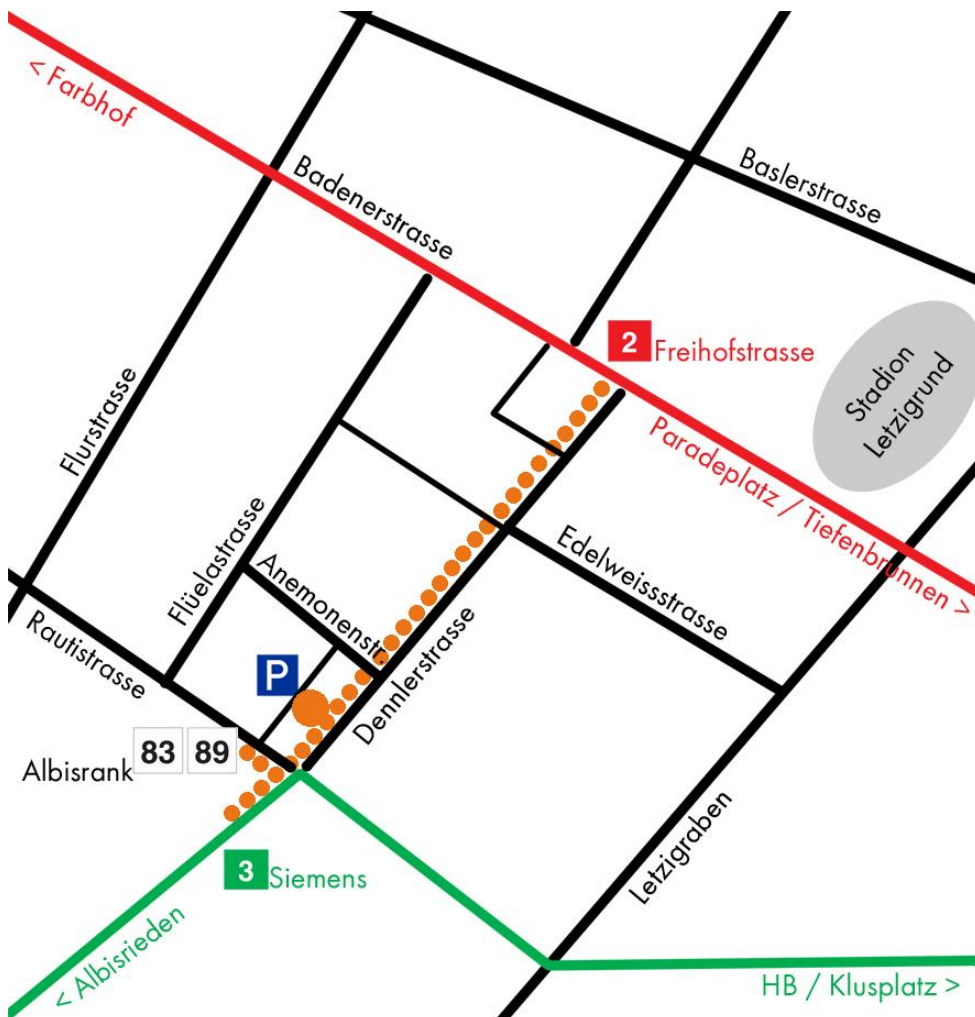 < Farbhof
Badenerstrasse
Baslerstrasse
2 Freihofstrasse
Stadion
Letzigrund
Flurstrasse
Paradeplatz / Tiefenbrunnen >
Flüelastrasse
Edelweissstrasse
Anemonenstr.
Rautistrasse
P
Dennlerstrasse
Albisrank 83 89
Letzigraben
3 Siemens
< Albisrieden
HB / Klusplatz >